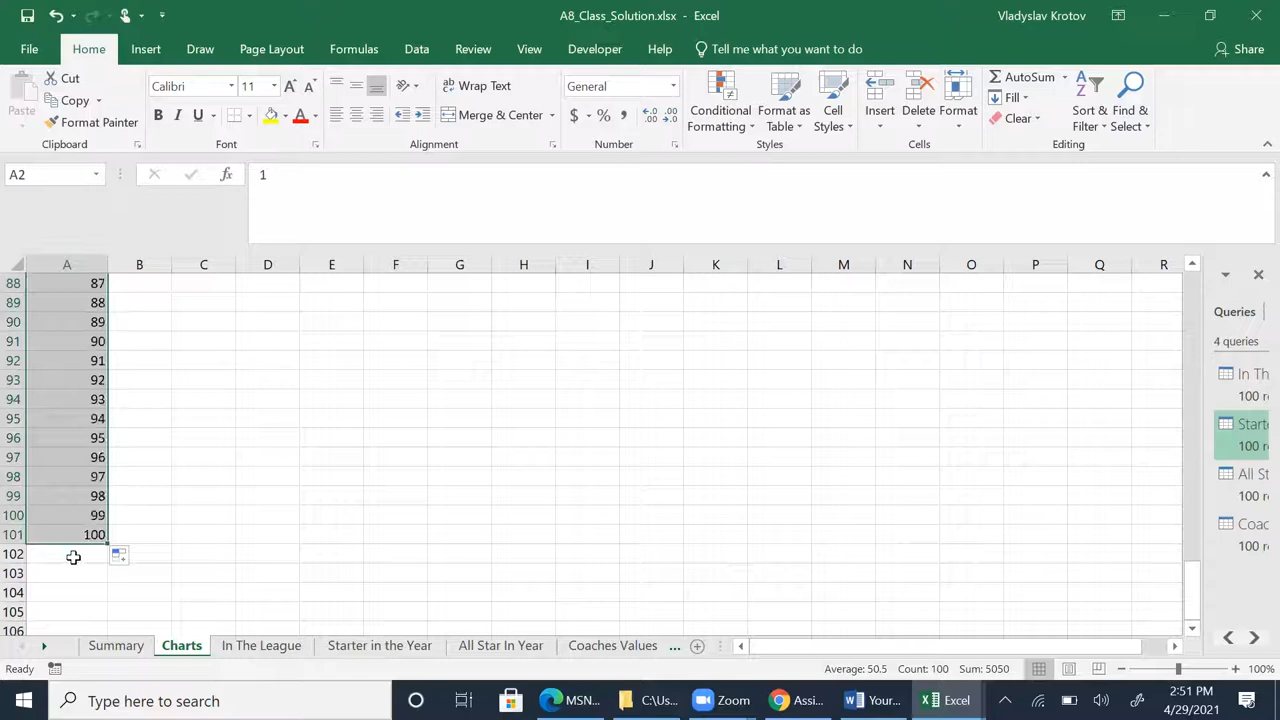 A8_Class_Solution.xlsx - Excel
Vladyslav Krotov
File Home Insert Draw Page Layout Formulas Data Review View Developer Help Tell me what you want to do Share
Paste
Cut
Copy
Format Painter
Clipboard
Calibri 11
B I U
Font
Wrap Text
Merge & Center
Alignment
General
$ % ,
Number
Conditional Formatting
Format as Table
Cell Styles
Styles
Insert
Delete
Format
Cells
AutoSum
Fill
Clear
Sort & Filter
Find & Select
Editing
A2 fx 1
A B C D E F G H I J K L M N O P Q R
88 87
89 88
90 89
91 90
92 91
93 92
94 93
95 94
96 95
97 96
98 97
99 98
100 99
101 100
102
103
104
105
106
Queries
4 queries
In Th
100 r
Starte
100 r
All St
100 r
Coac
100 r
Summary Charts In The League Starter in the Year All Star In Year Coaches Values ...
Ready Average: 50.5 Count: 100 Sum: 5050 100%
Type here to search MSN... C:\Us... Zoom Assi... Your... Excel
2:51 PM
4/29/2021